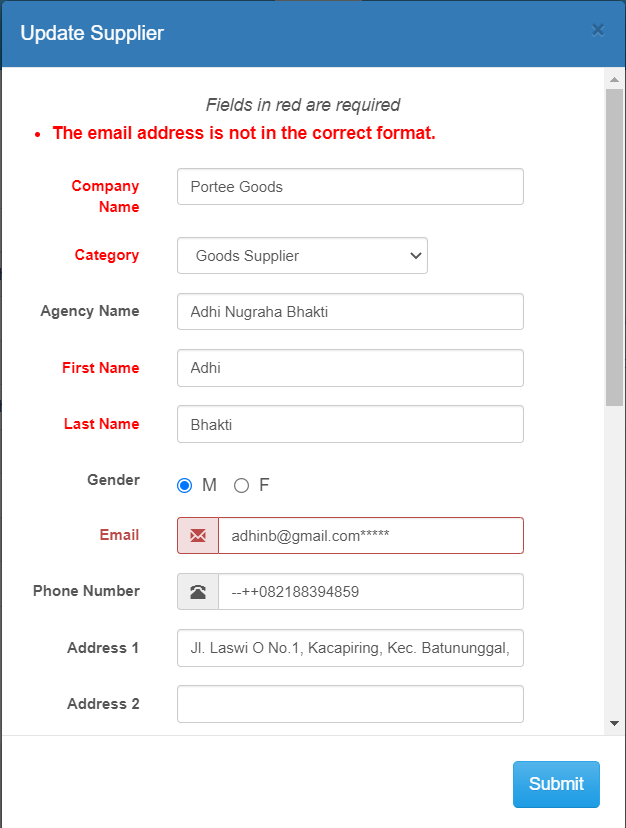 Update Supplier ×
Fields in red are required
• The email address is not in the correct format.
Company Name Portee Goods
Category Goods Supplier
Agency Name Adhi Nugraha Bhakti
First Name Adhi
Last Name Bhakti
Gender M F
Email adhinb@gmail.com*****
Phone Number --++082188394859
Address 1 Jl. Laswi O No.1, Kacapiring, Kec. Batununggal,
Address 2
Submit